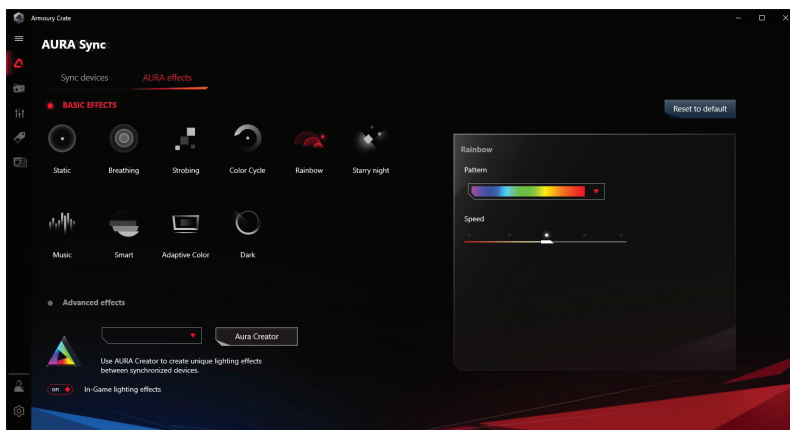 Armoury Crate
AURA Sync
Sync devices
AURA effects
BASIC EFFECTS
Reset to default
Static
Breathing
Strobing
Color Cycle
Rainbow
Starry night
Music
Smart
Adaptive Color
Dark
Rainbow
Pattern
Speed
Advanced effects
Aura Creator
Use AURA Creator to create unique lighting effects
between synchronized devices.
on
In-Game lighting effects